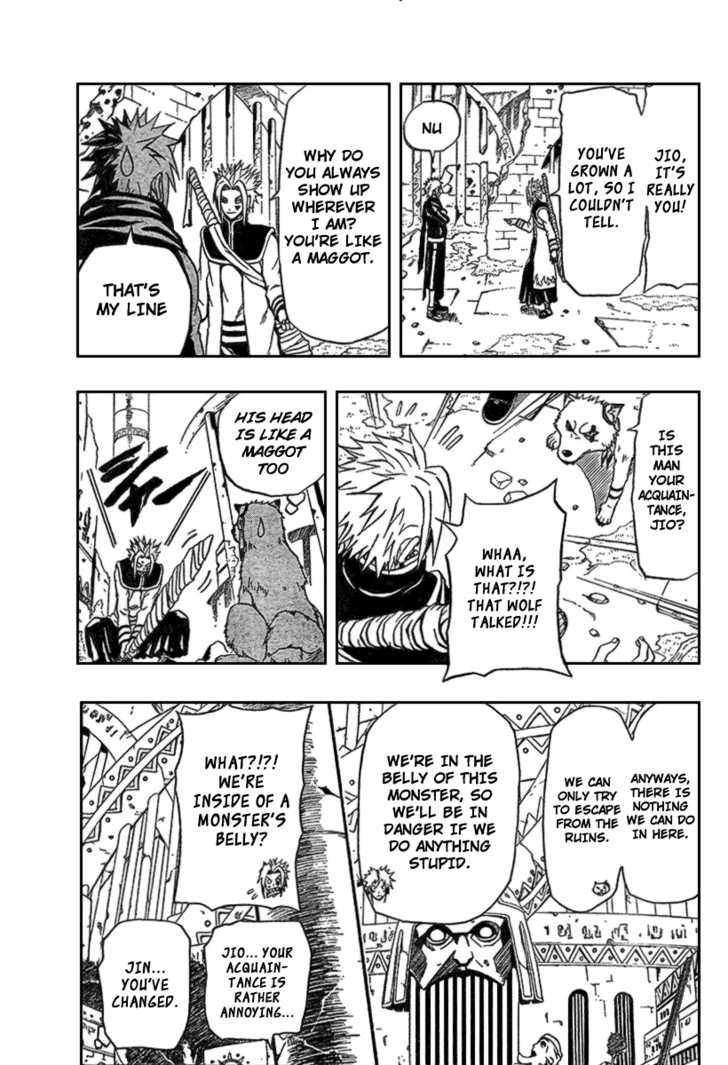 JIO,
IT'S
REALLY
YOU!
YOU'VE
GROWN A
LOT, SO I
COULDN'T
TELL.
NU
WHY DO
YOU ALWAYS
SHOW UP
WHEREVER
I AM?
YOU'RE LIKE
A MAGGOT.
THAT'S
MY LINE
IS
THIS
MAN
YOUR
ACQUAIN-
TANCE,
JIO?
WHAA,
WHAT IS
THAT?!?!
THAT WOLF
TALKED!!!
HIS HEAD
IS LIKE A
MAGGOT
TOO
ANYWAYS,
THERE IS
NOTHING
WE CAN DO
IN HERE.
WE CAN
ONLY TRY
TO ESCAPE
FROM THE
RUINS.
WE'RE IN THE
BELLY OF THIS
MONSTER, SO
WE'LL BE IN
DANGER IF WE
DO ANYTHING
STUPID.
WHAT?!?!
WE'RE
INSIDE OF A
MONSTER'S
BELLY?
JIO... YOUR
ACQUAIN-
TANCE IS
RATHER
ANNOYING...
JIN...
YOU'VE
CHANGED.